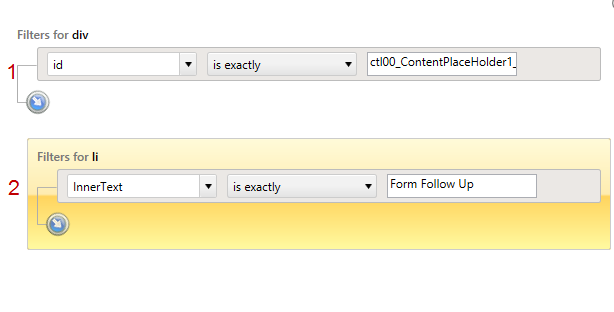 Filters for div
1
id
is exactly
ctl00_ContentPlaceHolder1_
Filters for li
2
InnerText
is exactly
Form Follow Up